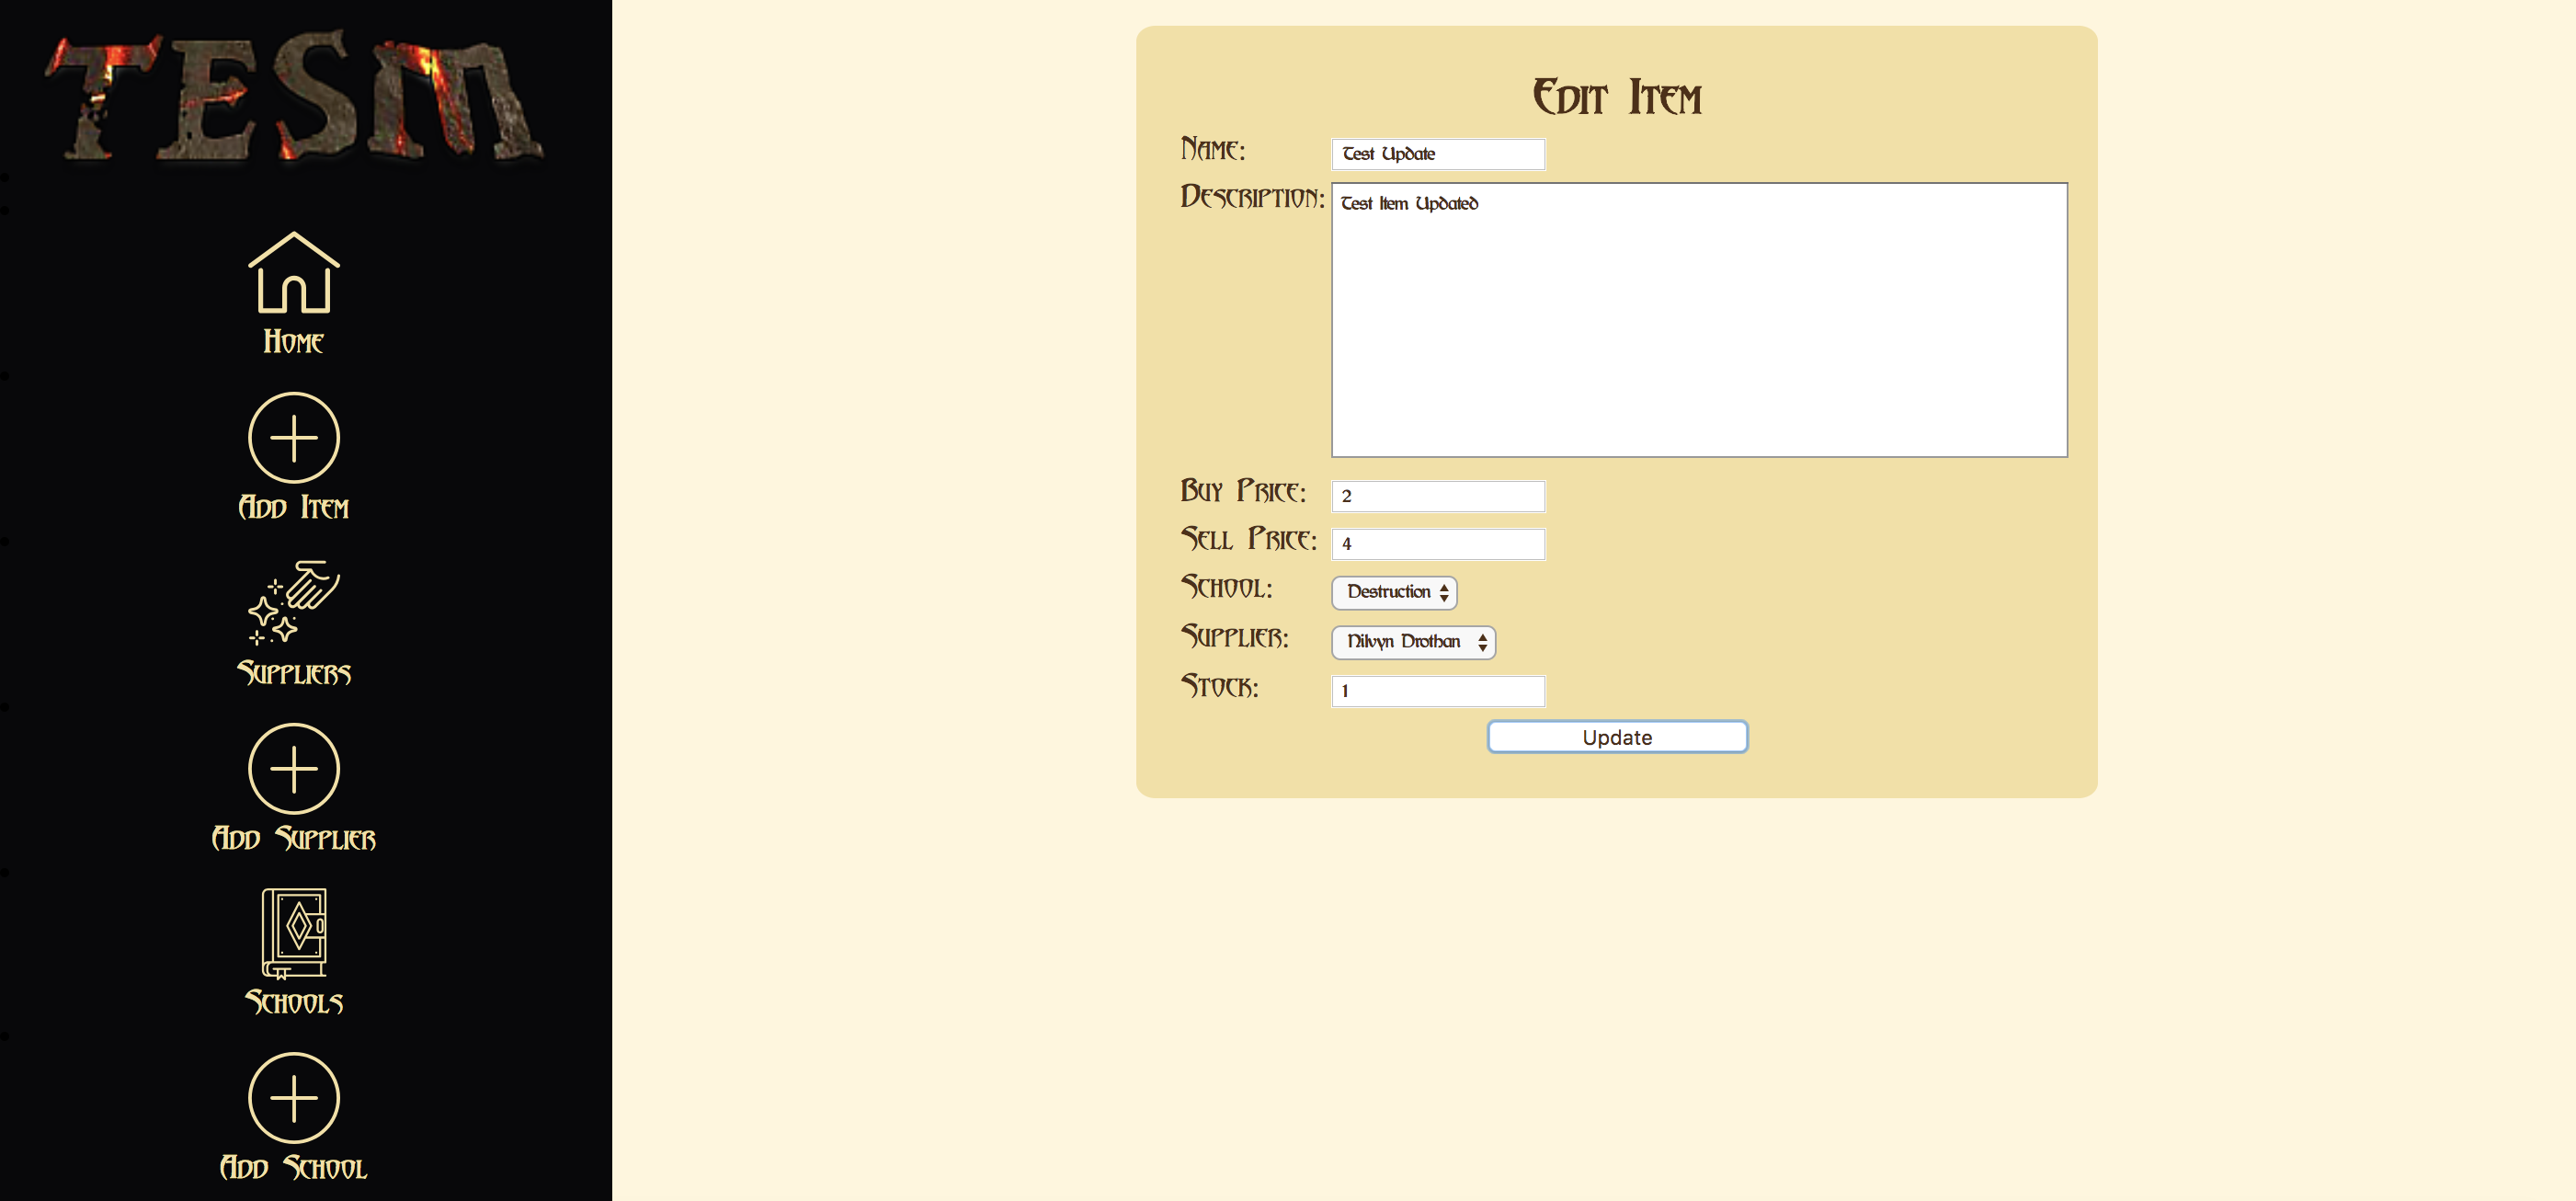 TESM
Home
Add Item
Suppliers
Add Supplier
Schools
Add School
Edit Item
Name: Test Update
Description: Test Item Updated
Buy Price: 2
Sell Price: 4
School: Destruction
Supplier: Nilvyn Drothan
Stock: 1
Update